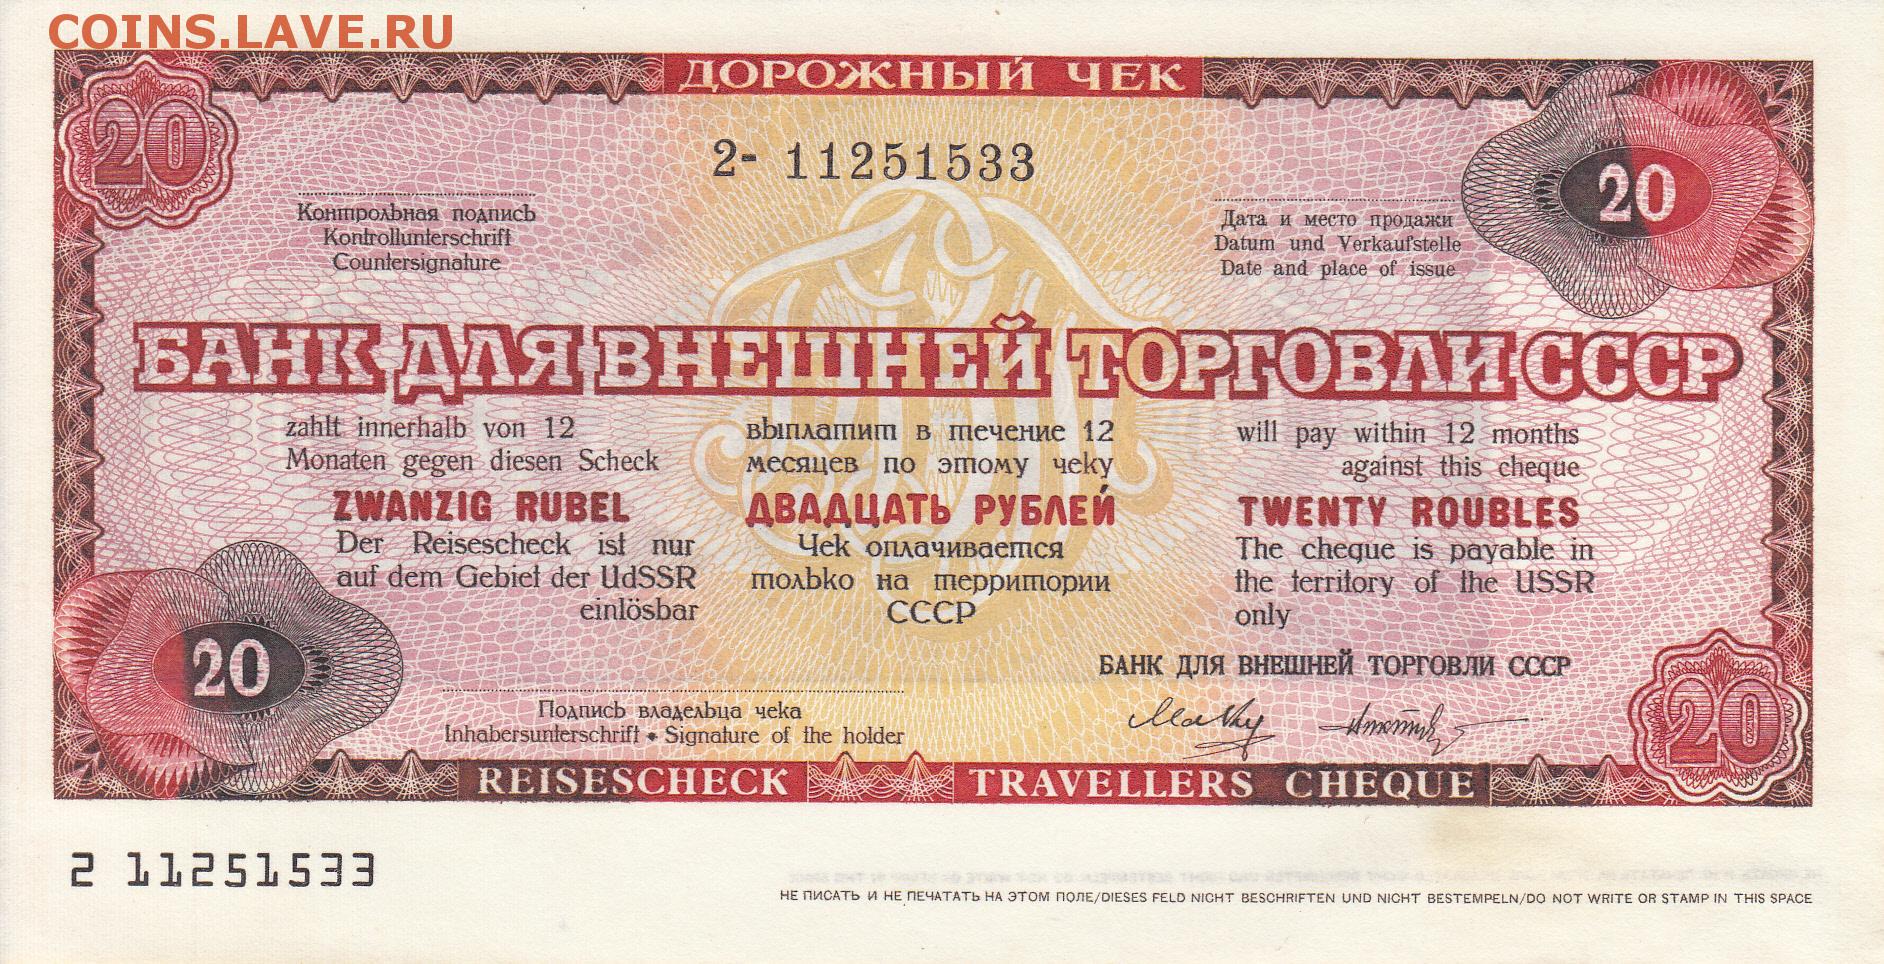 COINS.LAVE.RU
ДОРОЖНЫЙ ЧЕК
20
20
2- 11251533
Контрольная подпись
Kontrollunterschrift
Countersignature
Дата и место продажи
Datum und Verkaufstelle
Date and place of issue
БАНК ДЛЯ ВНЕШНЕЙ ТОРГОВЛИ СССР
zahlt innerhalb von 12
Monaten gegen diesen Scheck
ZWANZIG RUBEL
Der Reisescheck ist nur
auf dem Gebiet der UdSSR
einlösbar
выплатит в течение 12
месяцев по этому чеку
ДВАДЦАТЬ РУБЛЕЙ
Чек оплачивается
только на территории
СССР
will pay within 12 months
against this cheque
TWENTY ROUBLES
The cheque is payable in
the territory of the USSR
only
20
БАНК ДЛЯ ВНЕШНЕЙ ТОРГОВЛИ СССР
Подпись владельца чека
Inhabersunterschrift • Signature of the holder
20
REISESCHECK TRAVELLERS CHEQUE
2 11251533
НЕ ПИСАТЬ И НЕ ПЕЧАТАТЬ НА ЭТОМ ПОЛЕ/DIESES FELD NICHT BESCHRIFTEN UND NICHT BESTEMPELN/DO NOT WRITE OR STAMP IN THIS SPACE